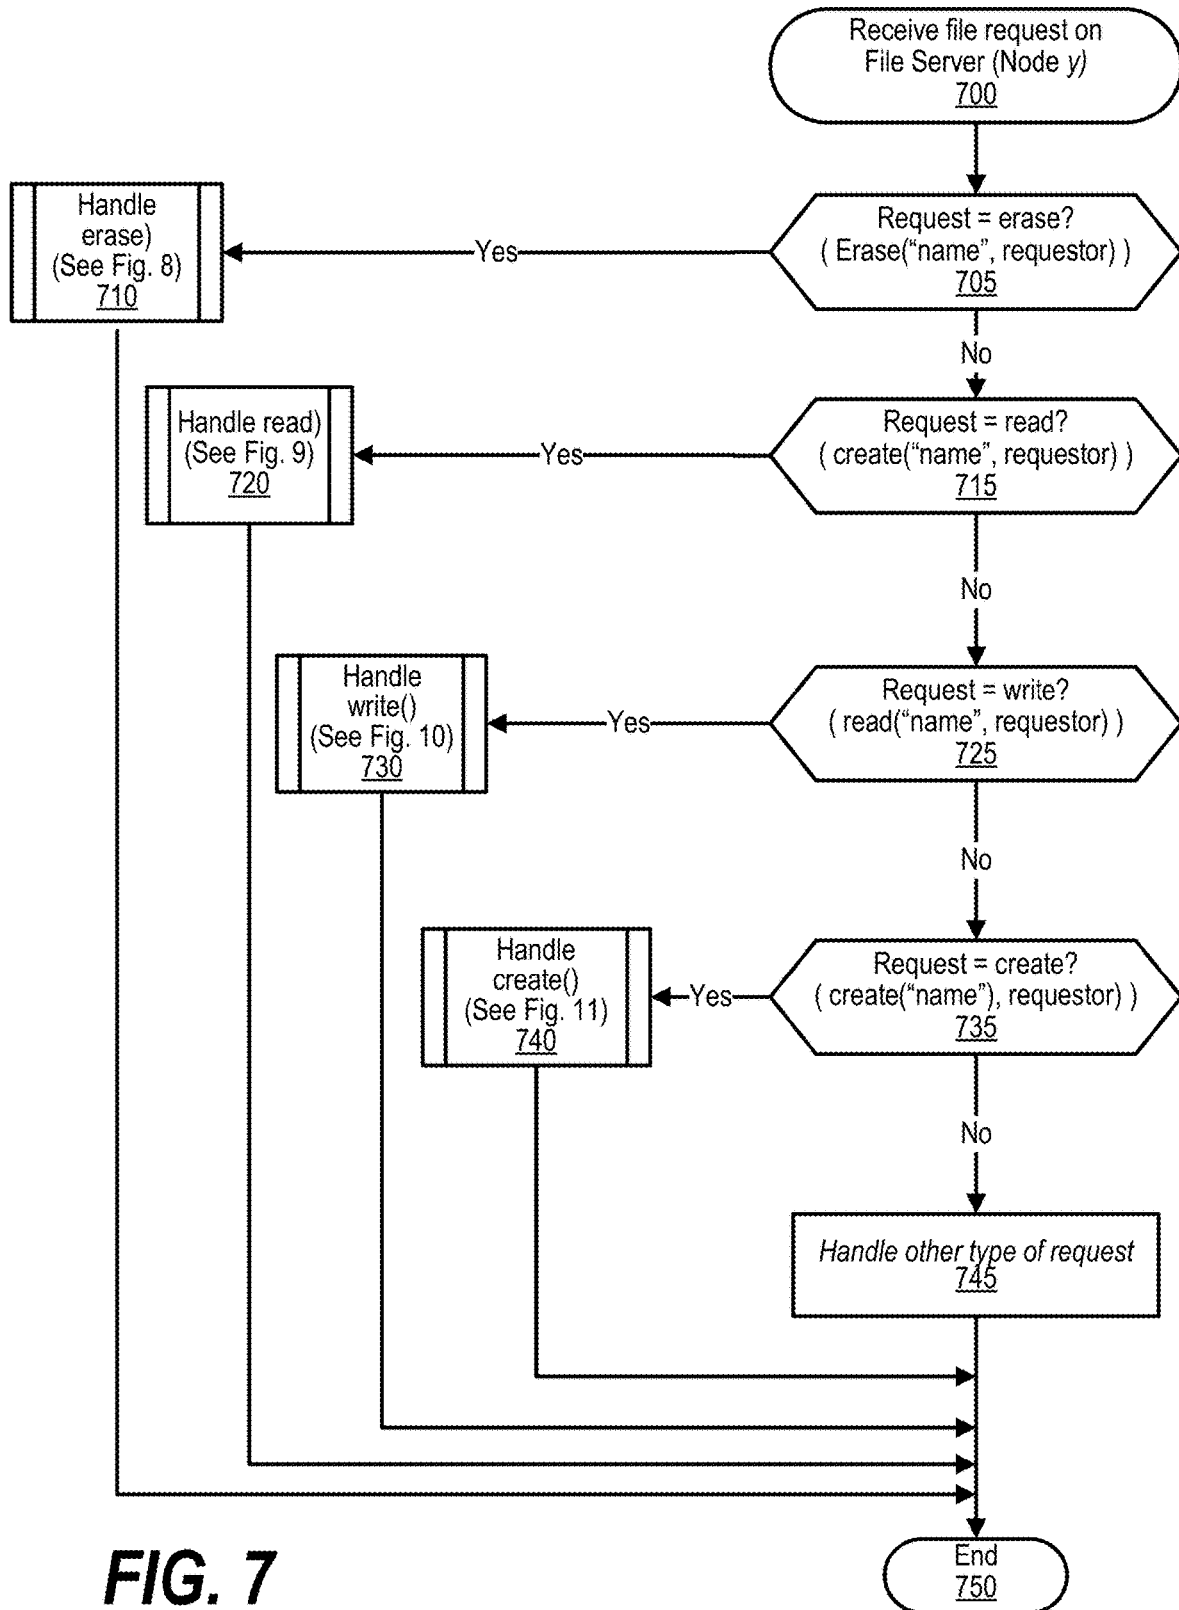 Receive file request on
File Server (Node y)
700
Handle
erase)
(See Fig. 8)
710
Yes
Request = erase?
( Erase("name", requestor) )
705
No
Handle read)
(See Fig. 9)
720
Yes
Request = read?
( create("name", requestor) )
715
No
Handle
write()
(See Fig. 10)
730
Yes
Request = write?
( read("name", requestor) )
725
No
Handle
create()
(See Fig. 11)
740
Yes
Request = create?
( create("name"), requestor) )
735
No
Handle other type of request
745
End
750
FIG. 7